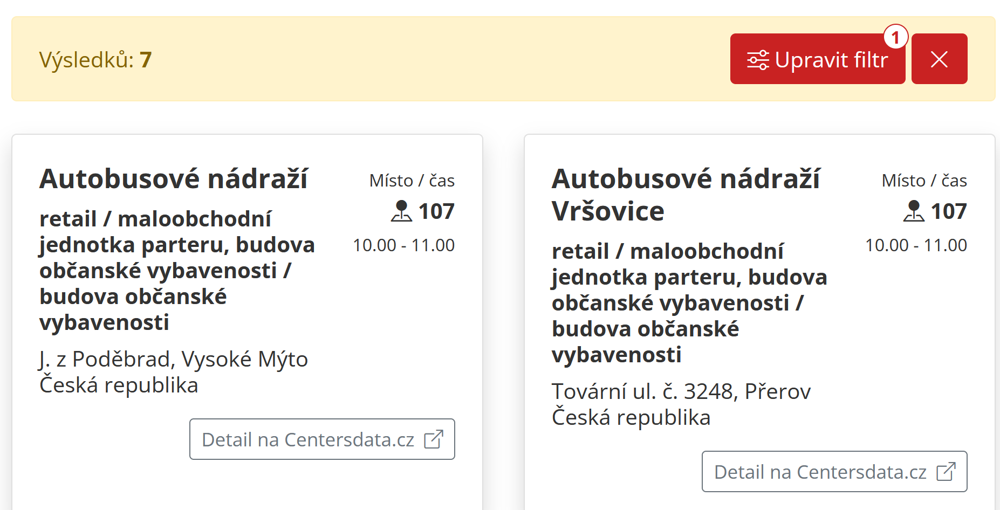 Výsledků: 7
Upravit filtr
1
Autobusové nádraží
Místo / čas
107
10.00 - 11.00
retail / maloobchodní
jednotka parteru, budova
občanské vybavenosti /
budova občanské
vybavenosti
J. z Poděbrad, Vysoké Mýto
Česká republika
Detail na Centersdata.cz
Autobusové nádraží
Vršovice
Místo / čas
107
10.00 - 11.00
retail / maloobchodní
jednotka parteru, budova
občanské vybavenosti /
budova občanské
vybavenosti
Tovární ul. č. 3248, Přerov
Česká republika
Detail na Centersdata.cz